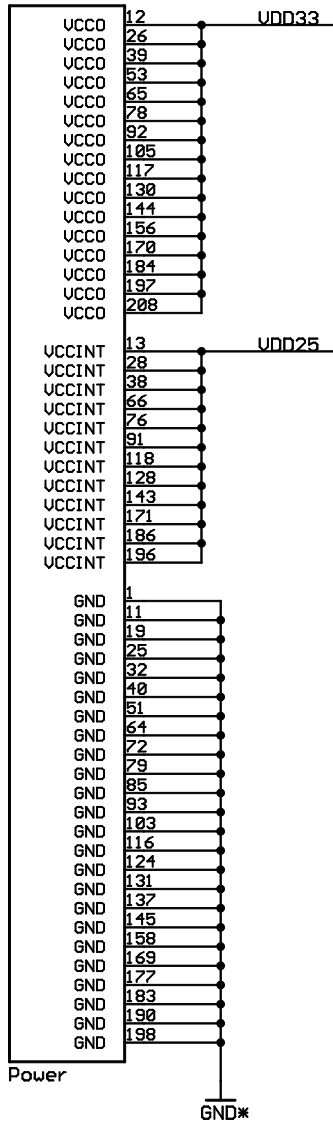 VCCO 12 VDD33
VCCO 26
VCCO 39
VCCO 53
VCCO 65
VCCO 78
VCCO 92
VCCO 105
VCCO 117
VCCO 130
VCCO 144
VCCO 156
VCCO 170
VCCO 184
VCCO 197
VCCO 208
VCCINT 13 VDD25
VCCINT 28
VCCINT 38
VCCINT 66
VCCINT 76
VCCINT 91
VCCINT 118
VCCINT 128
VCCINT 143
VCCINT 171
VCCINT 186
VCCINT 196
GND 1
GND 11
GND 19
GND 25
GND 32
GND 40
GND 51
GND 64
GND 72
GND 79
GND 85
GND 93
GND 103
GND 116
GND 124
GND 131
GND 137
GND 145
GND 158
GND 169
GND 177
GND 183
GND 190
GND 198
Power
GND*